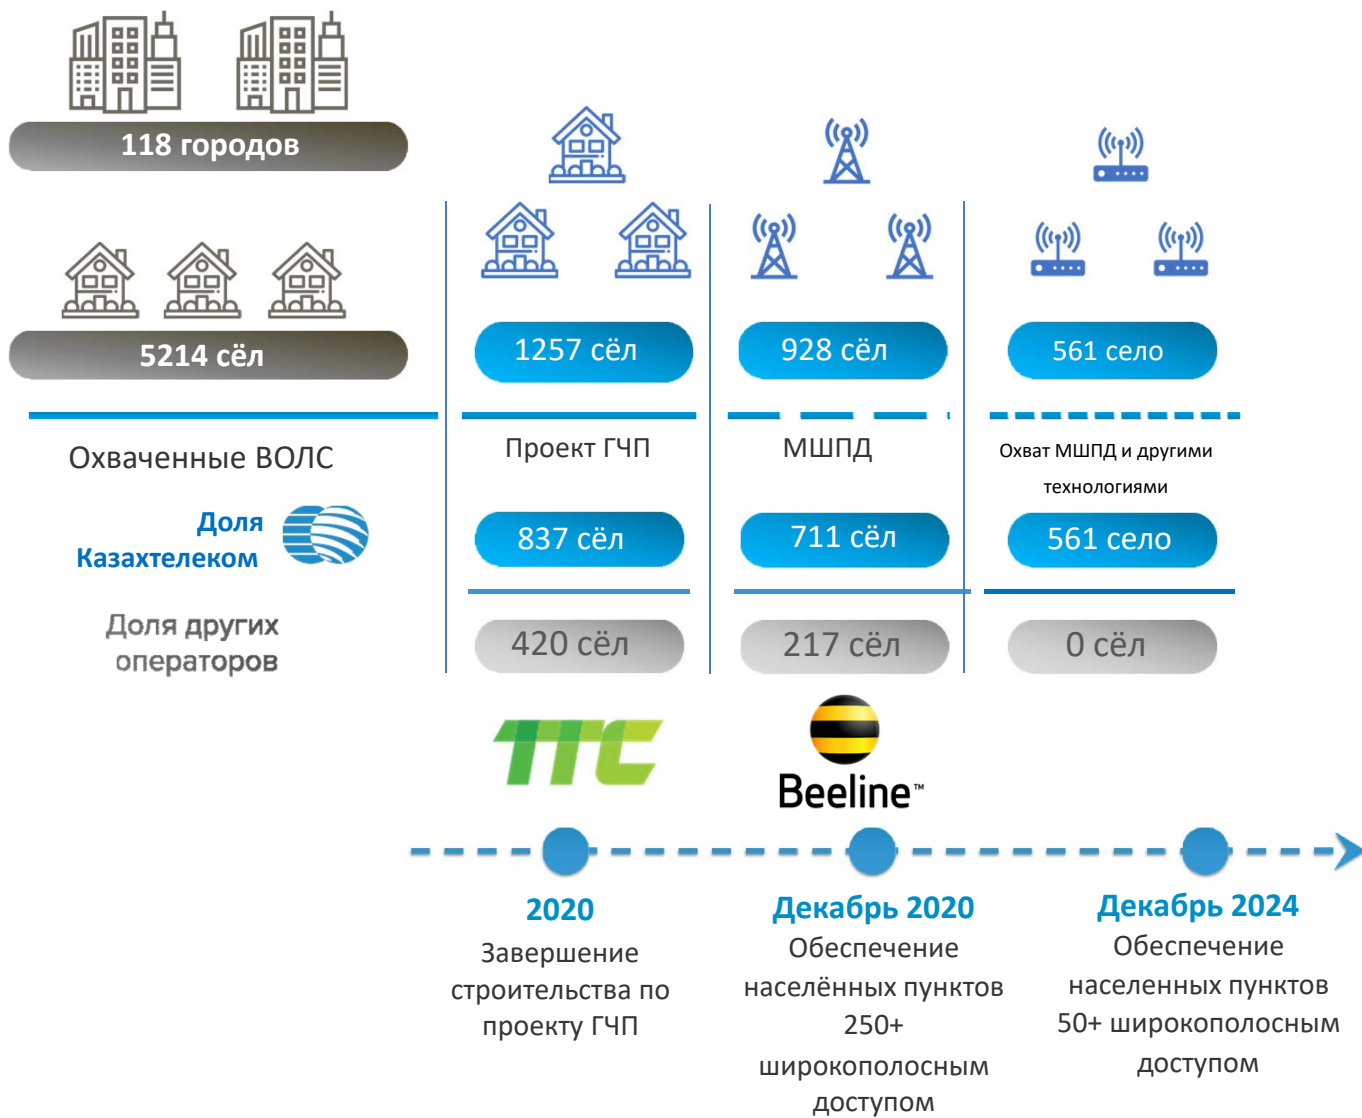 118 городов
5214 сёл
1257 сёл
928 сёл
561 село
Охваченные ВОЛС
Проект ГЧП
МШПД
Охват МШПД и другими
технологиями
Доля
Казахтелеком
837 сёл
711 сёл
561 село
Доля других
операторов
420 сёл
217 сёл
0 сёл
ТТС
Beeline™
2020
Завершение
строительства по
проекту ГЧП
Декабрь 2020
Обеспечение
населённых пунктов
250+
широкополосным
доступом
Декабрь 2024
Обеспечение
населенных пунктов
50+ широкополосным
доступом